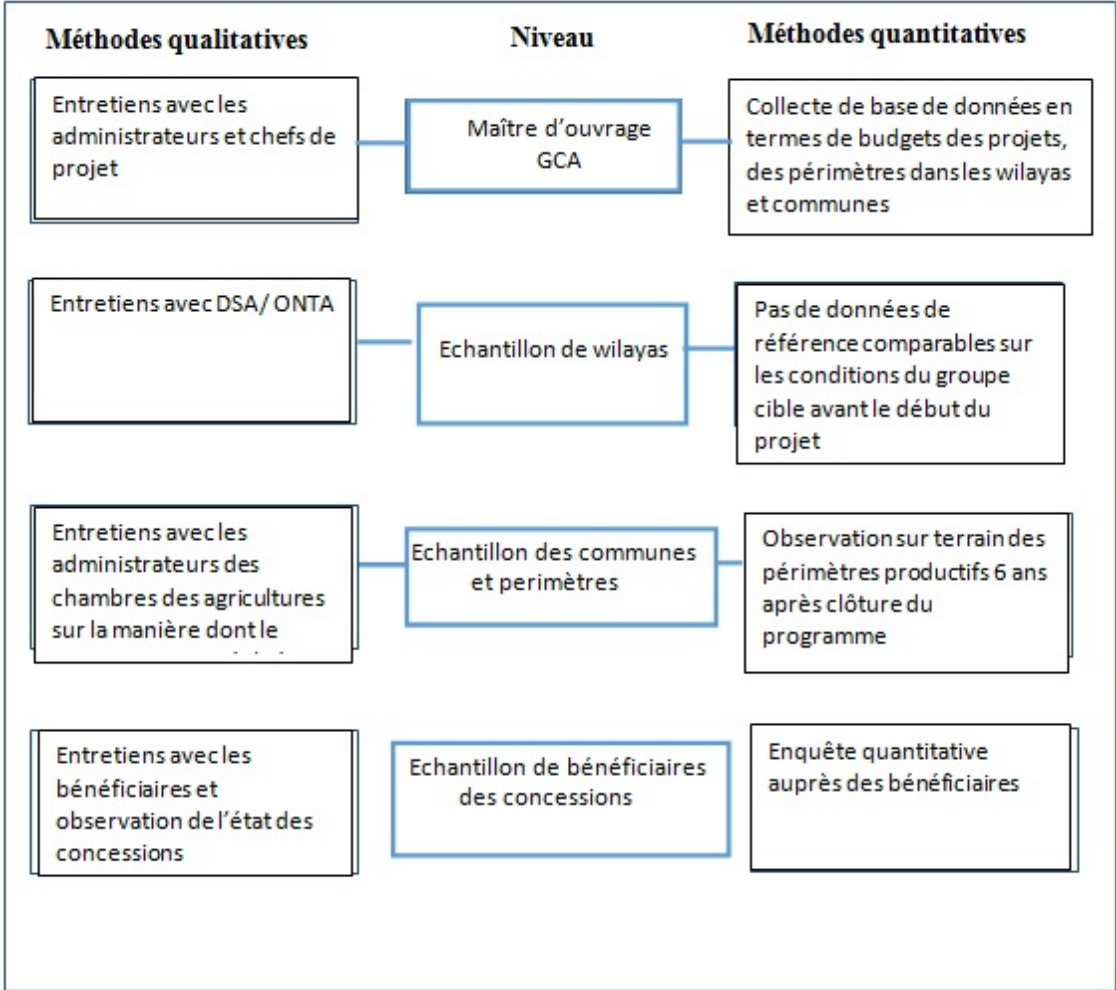 Méthodes qualitatives
Niveau
Méthodes quantitatives
Entretiens avec les
administrateurs et chefs de
projet
Maître d'ouvrage
GCA
Collecte de base de données en
termes de budgets des projets,
des périmètres dans les wilayas
et communes
Entretiens avec DSA/ ONTA
Echantillon de wilayas
Pas de données de
référence comparables sur
les conditions du groupe
cible avant le début du
projet
Entretiens avec les
administrateurs des
chambres des agricultures
sur la manière dont le
Echantillon des communes
et perimètres
Observation sur terrain des
périmètres productifs 6 ans
après clôture du
programme
Entretiens avec les
bénéficiaires et
observation de l'état des
concessions
Echantillon de bénéficiaires
des concessions
Enquête quantitative
auprès des bénéficiaires